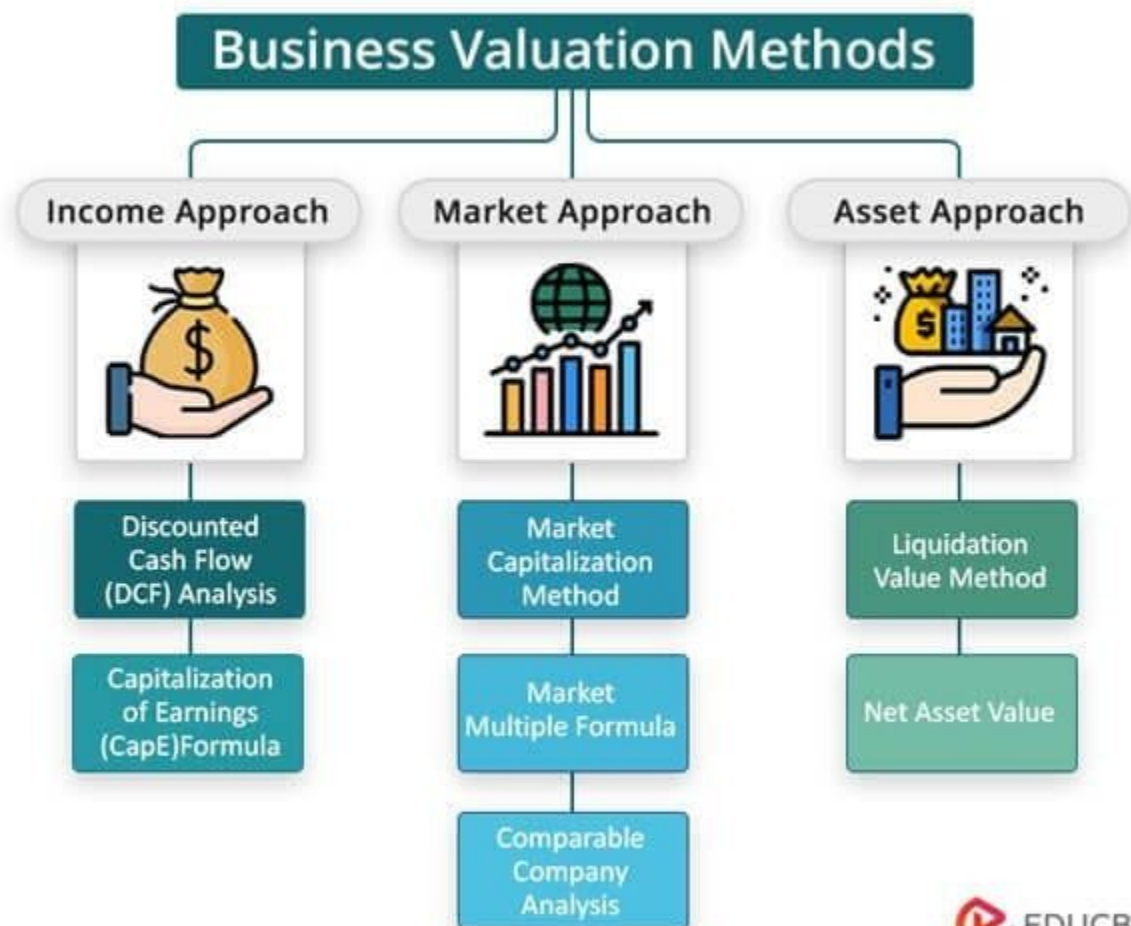 Business Valuation Methods
Income Approach
Market Approach
Asset Approach
$
$
Discounted
Cash Flow
(DCF) Analysis
Market
Capitalization
Method
Liquidation
Value Method
Capitalization
of Earnings
(CapE)Formula
Market
Multiple Formula
Net Asset Value
Comparable
Company
Analysis
EDUCB